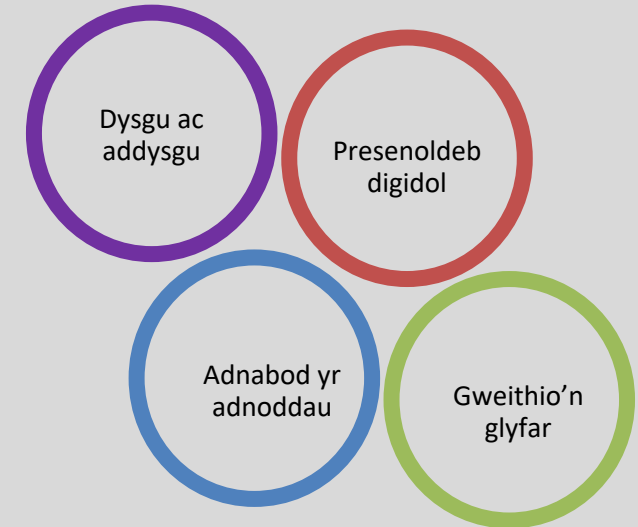 Dysgu ac
addysgu
Presenoldeb
digidol
Adnabod yr
adnoddau
Gweithio’n
glyfar